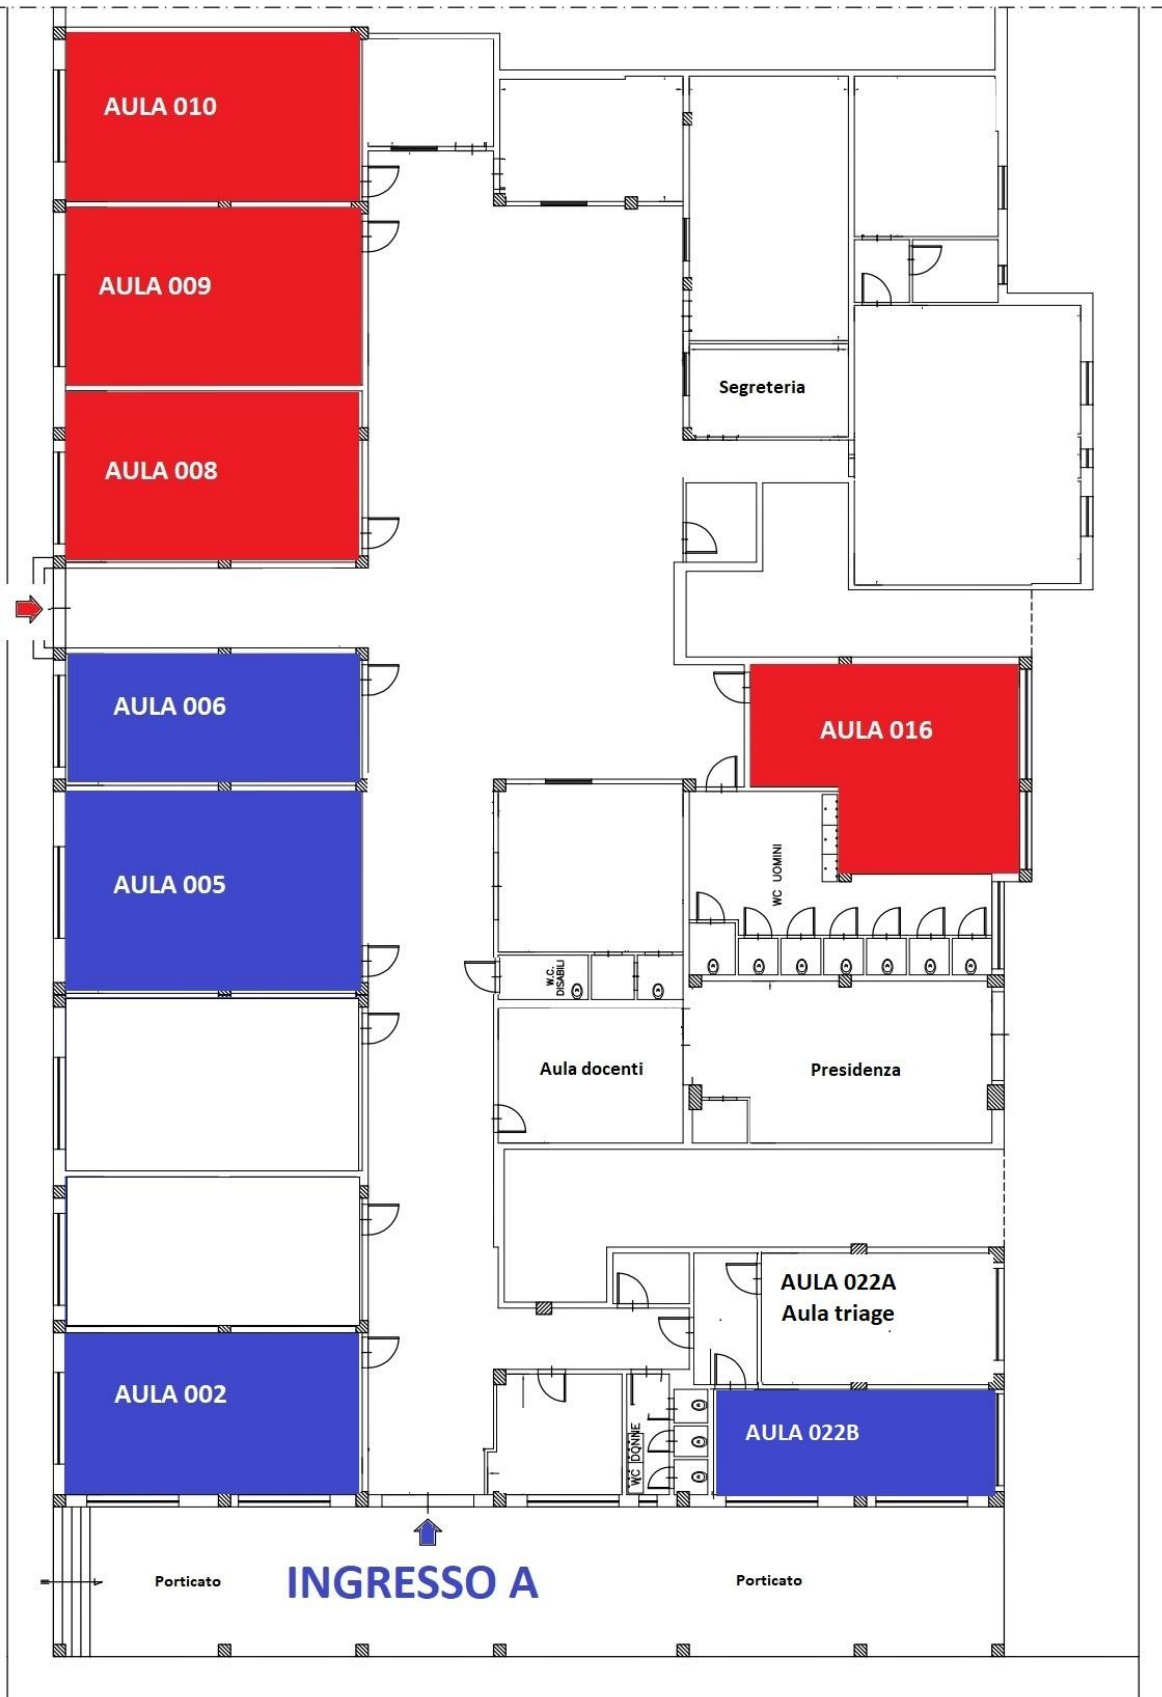 AULA 010
AULA 009
Segreteria
AULA 008
AULA 006
AULA 016
AULA 005
WC UOMINI
W.C.
DISABILI
Aula docenti
Presidenza
AULA 022A
Aula triage
AULA 002
AULA 022B
WC DONNE
Porticato
INGRESSO A
Porticato